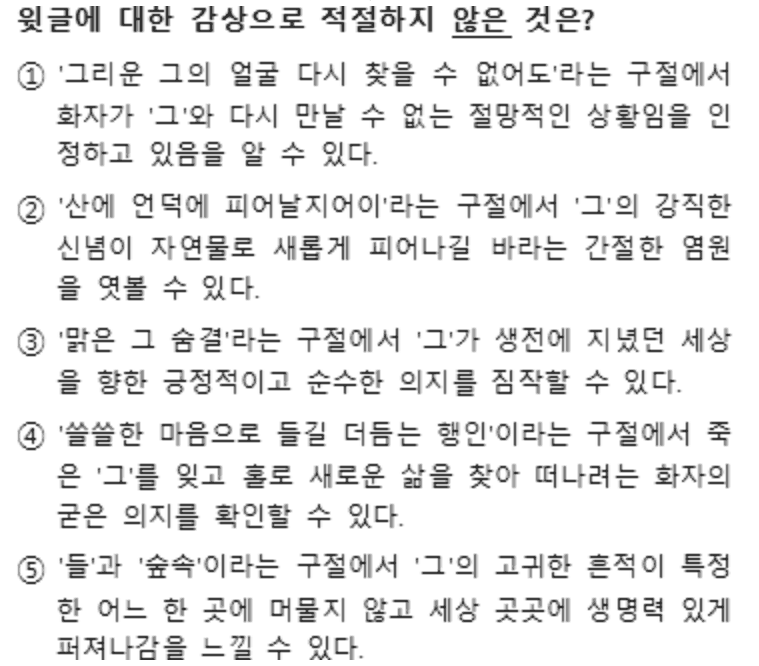 윗글에 대한 감상으로 적절하지 않은 것은?
① '그리운 그의 얼굴 다시 찾을 수 없어도'라는 구절에서
화자가 '그'와 다시 만날 수 없는 절망적인 상황임을 인
정하고 있음을 알 수 있다.
② '산에 언덕에 피어날지어이'라는 구절에서 '그'의 강직한
신념이 자연물로 새롭게 피어나길 바라는 간절한 염원
을 엿볼 수 있다.
③ '맑은 그 숨결'라는 구절에서 '그'가 생전에 지녔던 세상
을 향한 긍정적이고 순수한 의지를 짐작할 수 있다.
④ '쓸쓸한 마음으로 들길 더듬는 행인'이라는 구절에서 죽
은 '그'를 잊고 홀로 새로운 삶을 찾아 떠나려는 화자의
굳은 의지를 확인할 수 있다.
⑤ '들'과 '숲속'이라는 구절에서 '그'의 고귀한 흔적이 특정
한 어느 한 곳에 머물지 않고 세상 곳곳에 생명력 있게
퍼져나감을 느낄 수 있다.